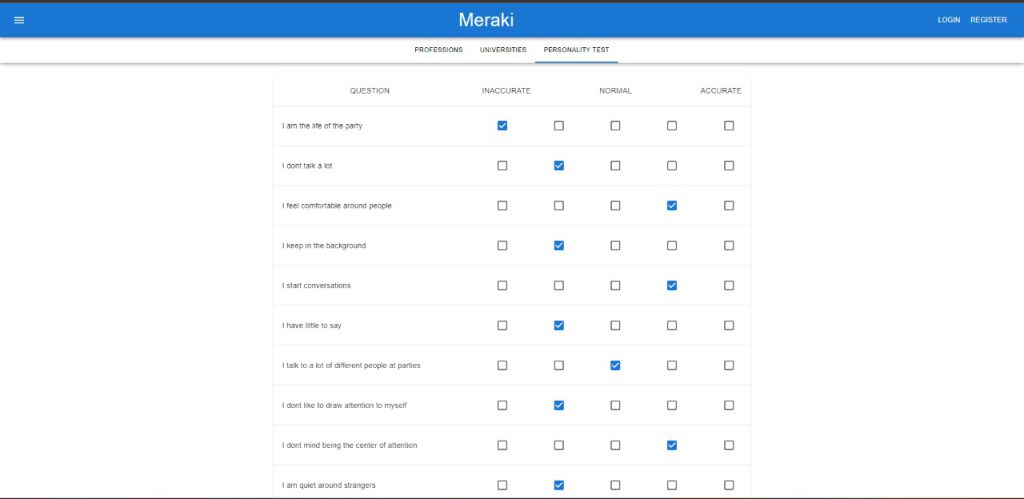 Meraki
LOGIN REGISTER
PROFESSIONS UNIVERSITIES PERSONALITY TEST
QUESTION INACCURATE NORMAL ACCURATE
I am the life of the party
I dont talk a lot
I feel comfortable around people
I keep in the background
I start conversations
I have little to say
I talk to a lot of different people at parties
I dont like to draw attention to myself
I dont mind being the center of attention
I am quiet around strangers